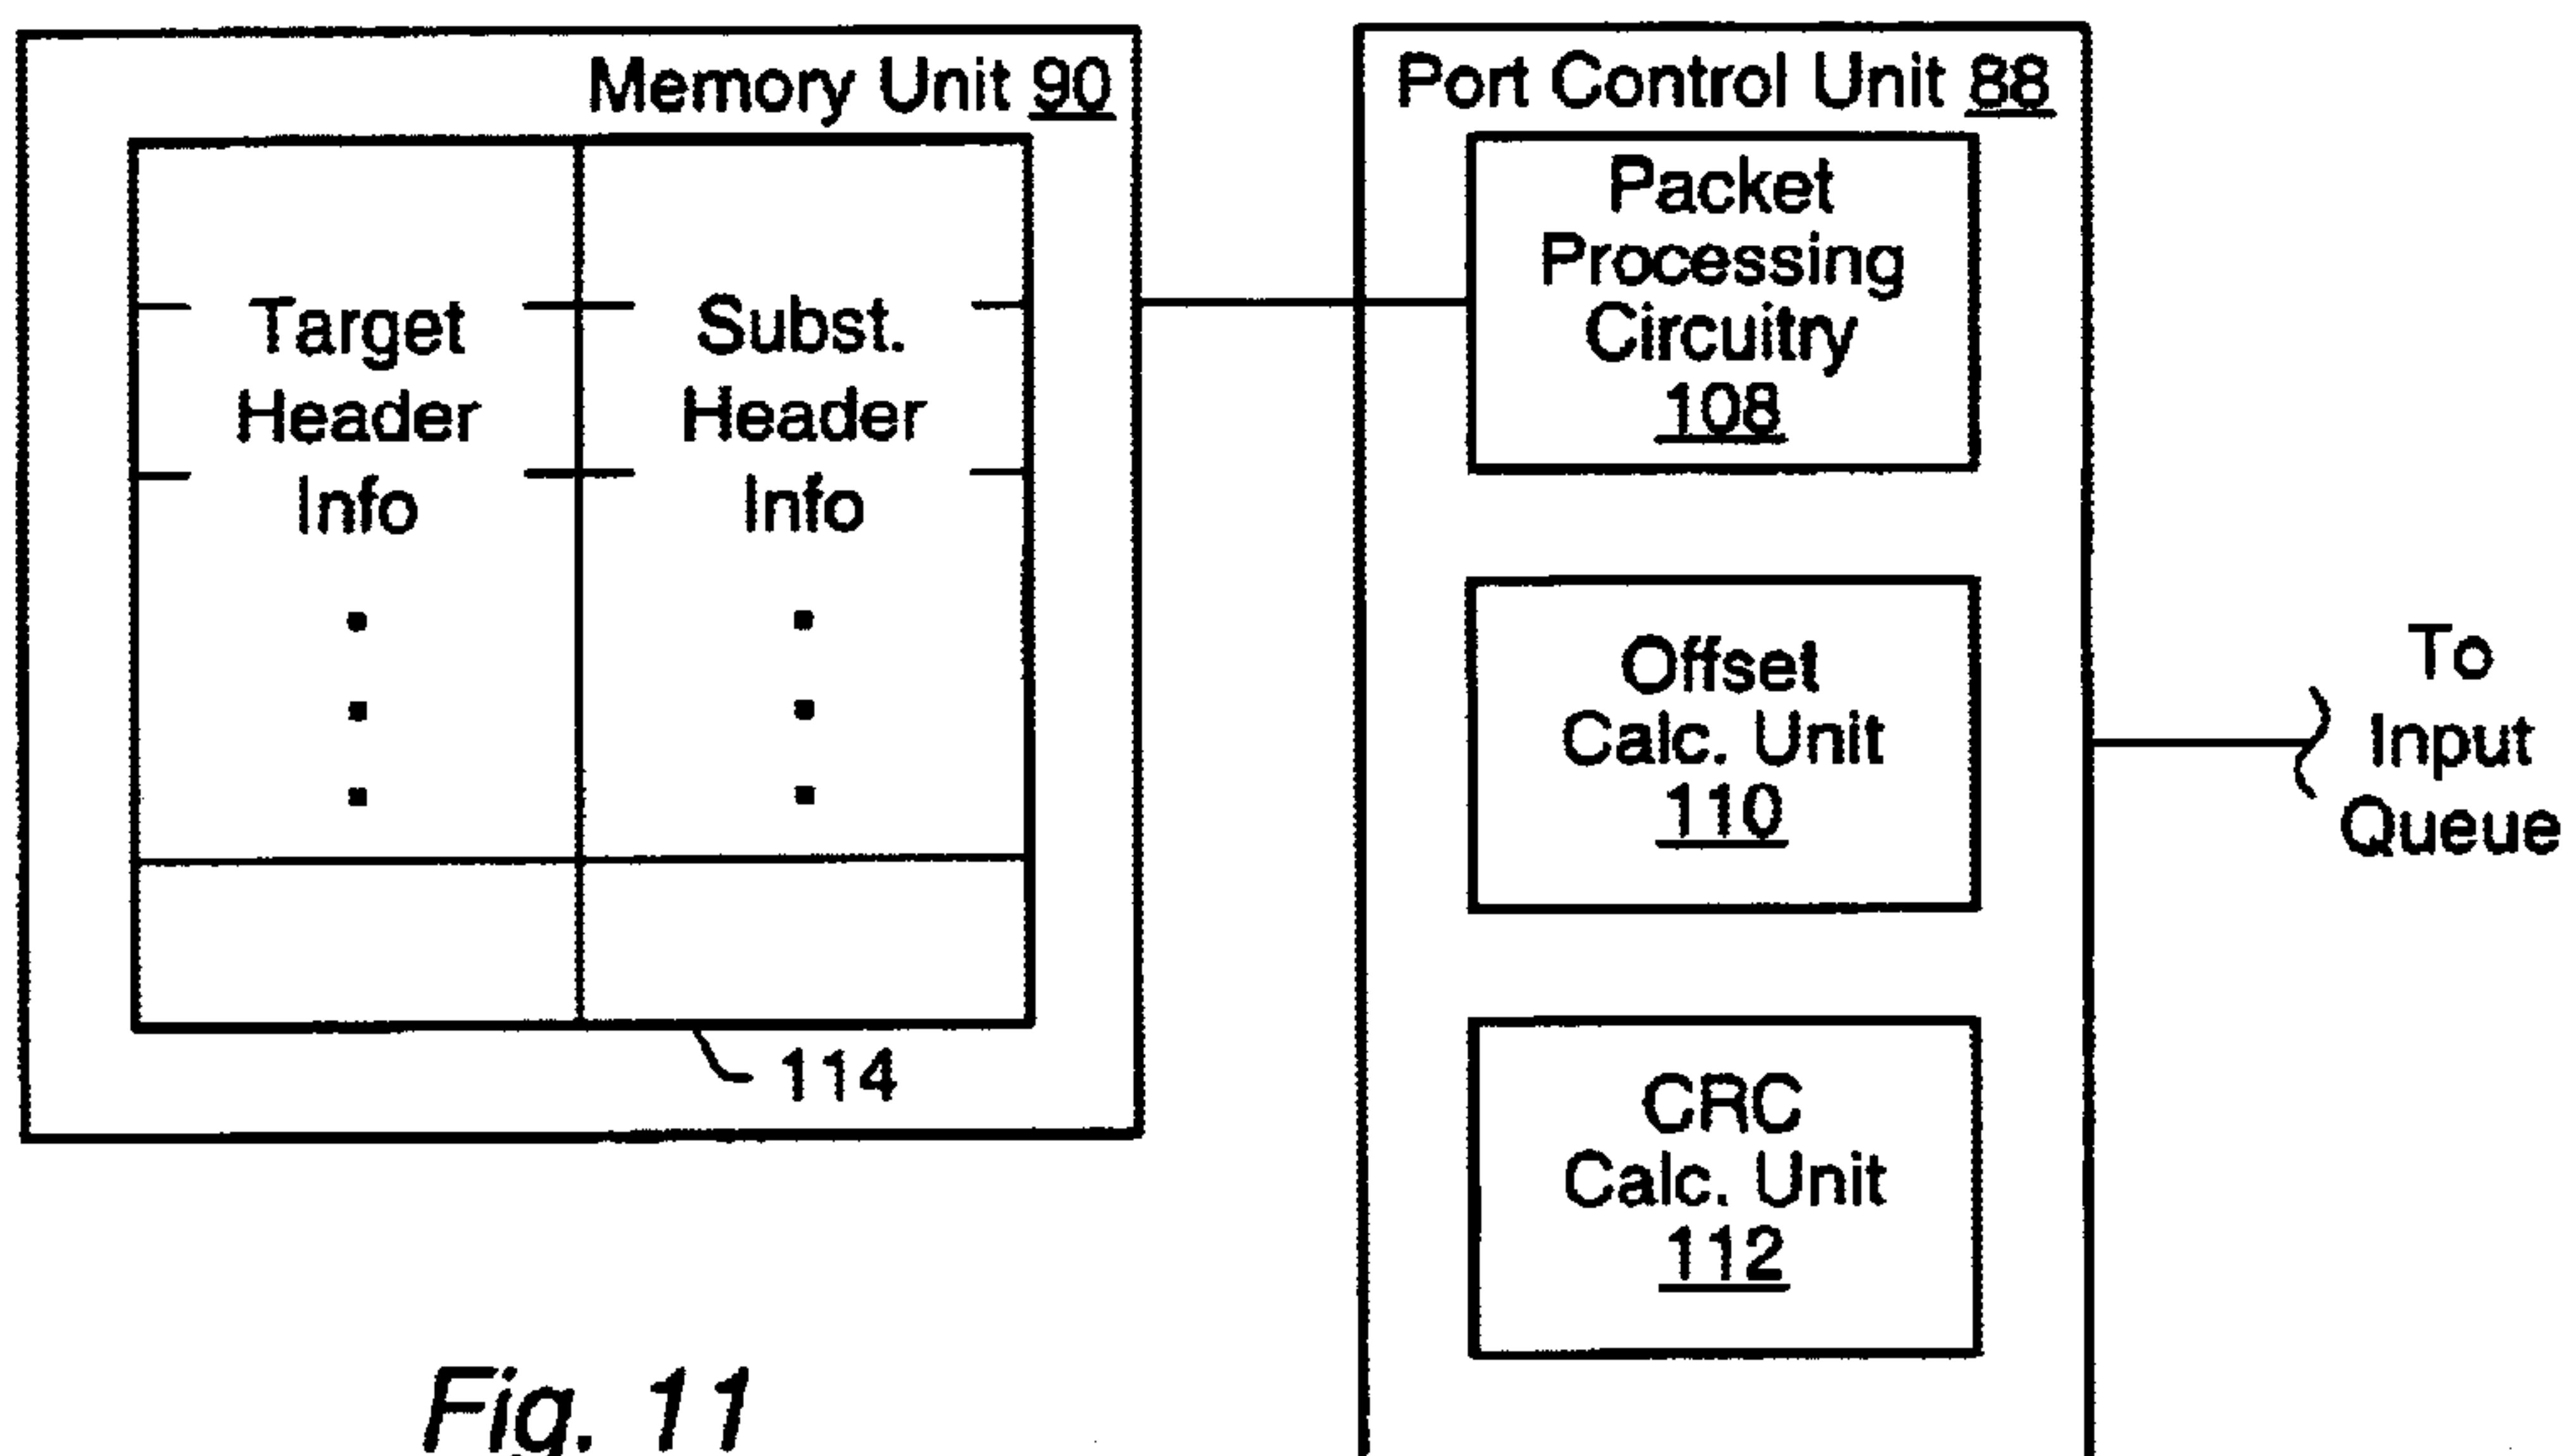 Memory Unit 90
Target
Header
Info
Subst.
Header
Info
114
Port Control Unit 88
Packet
Processing
Circuitry
108
Offset
Calc. Unit
110
CRC
Calc. Unit
112
To
Input
Queue
Fig. 11